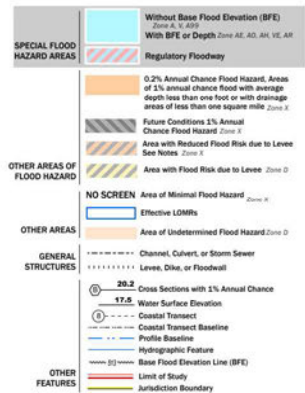 Without Base Flood Elevation (BFE)
Zone A, V, A99
With BFE or Depth Zone AE, AO, AH, VE, AR
SPECIAL FLOOD
HAZARD AREAS
Regulatory Floodway
0.2% Annual Chance Flood Hazard, Areas
of 1% annual chance flood with average
depth less than one foot or with drainage
areas of less than one square mile Zone X
Future Conditions 1% Annual
Chance Flood Hazard Zone X
Area with Reduced Flood Risk due to Levee
See Notes Zone X
OTHER AREAS OF
FLOOD HAZARD
Area with Flood Risk due to Levee Zone D
NO SCREEN Area of Minimal Flood Hazard Zone X
Effective LOMRs
OTHER AREAS
Area of Undetermined Flood Hazard Zone D
GENERAL
STRUCTURES
Channel, Culvert, or Storm Sewer
Levee, Dike, or Floodwall
B 20.2 Cross Sections with 1% Annual Chance
17.5 Water Surface Elevation
8 Coastal Transect
Coastal Transect Baseline
Profile Baseline
Hydrographic Feature
Base Flood Elevation Line (BFE)
OTHER
FEATURES
Limit of Study
Jurisdiction Boundary